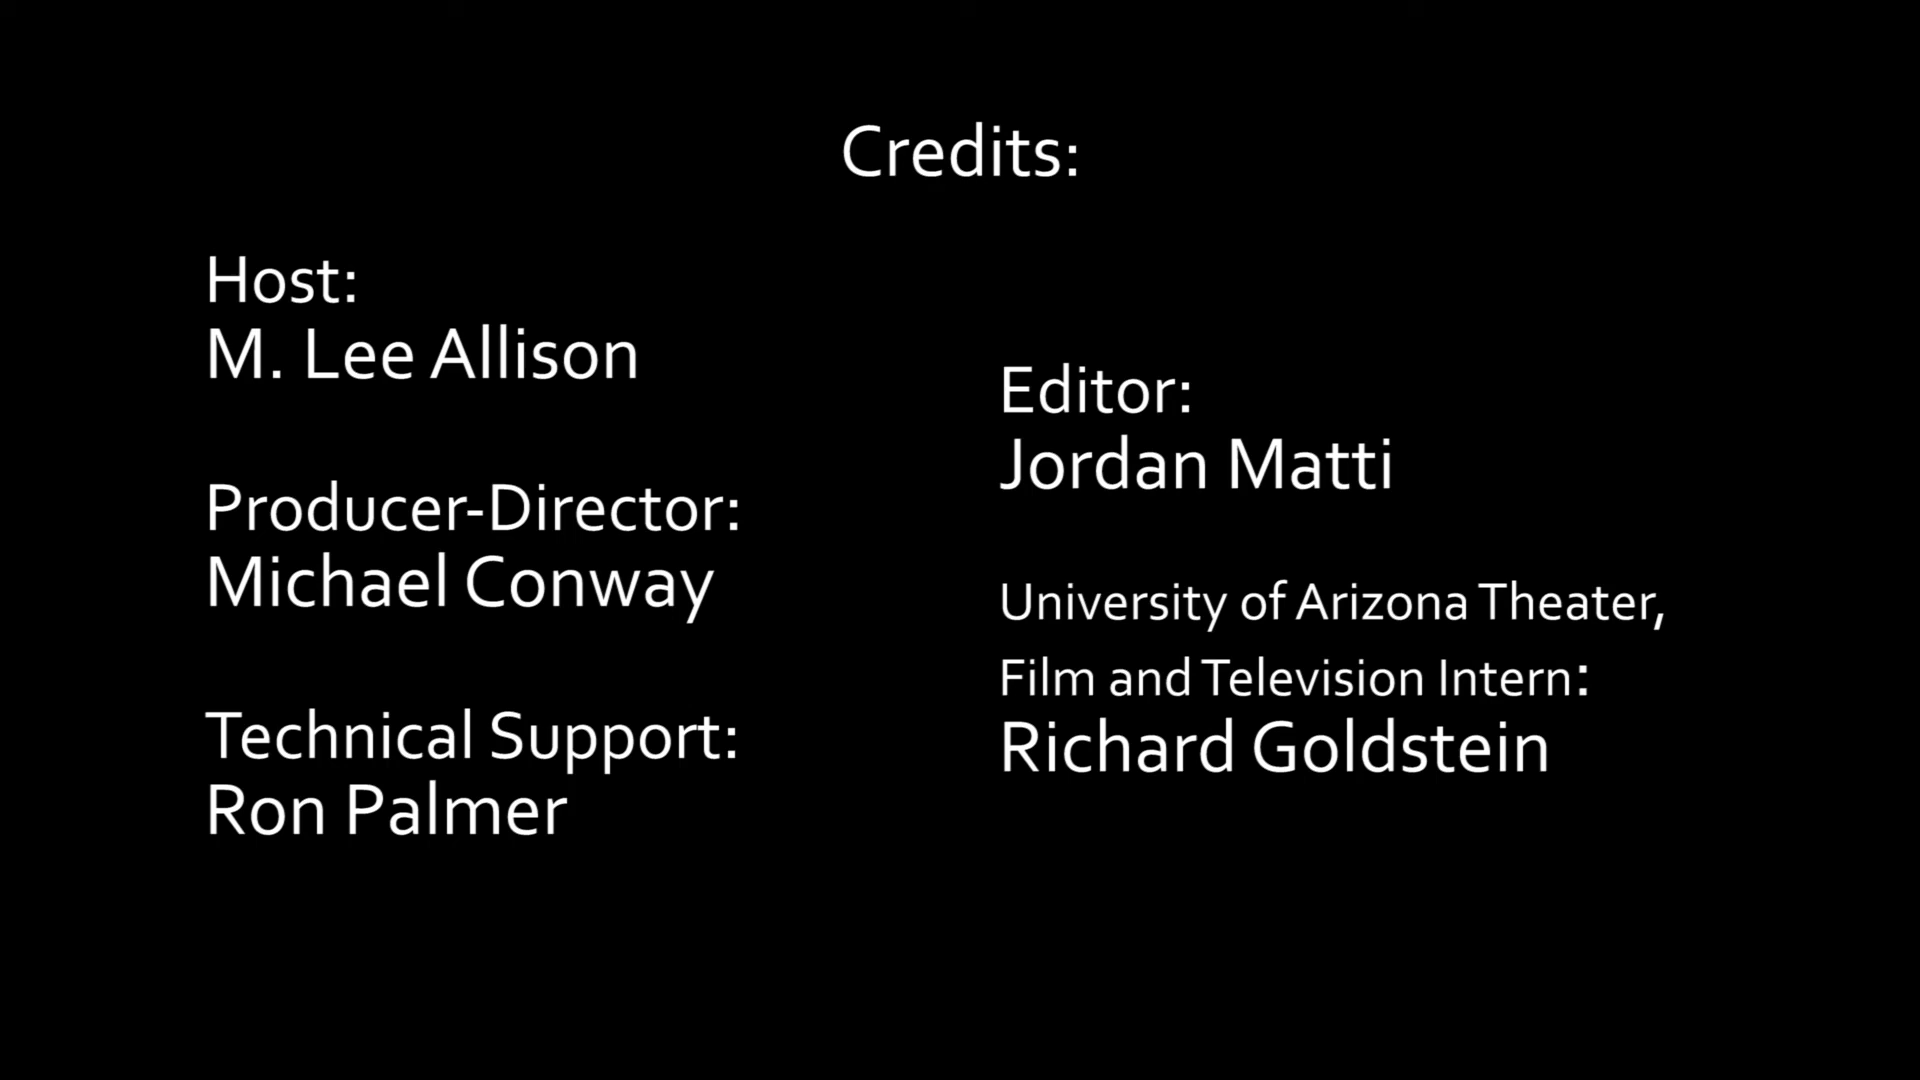 Credits:
Host:
M. Lee Allison
Producer-Director:
Michael Conway
Technical Support:
Ron Palmer
Editor:
Jordan Matti
University of Arizona Theater,
Film and Television Intern:
Richard Goldstein